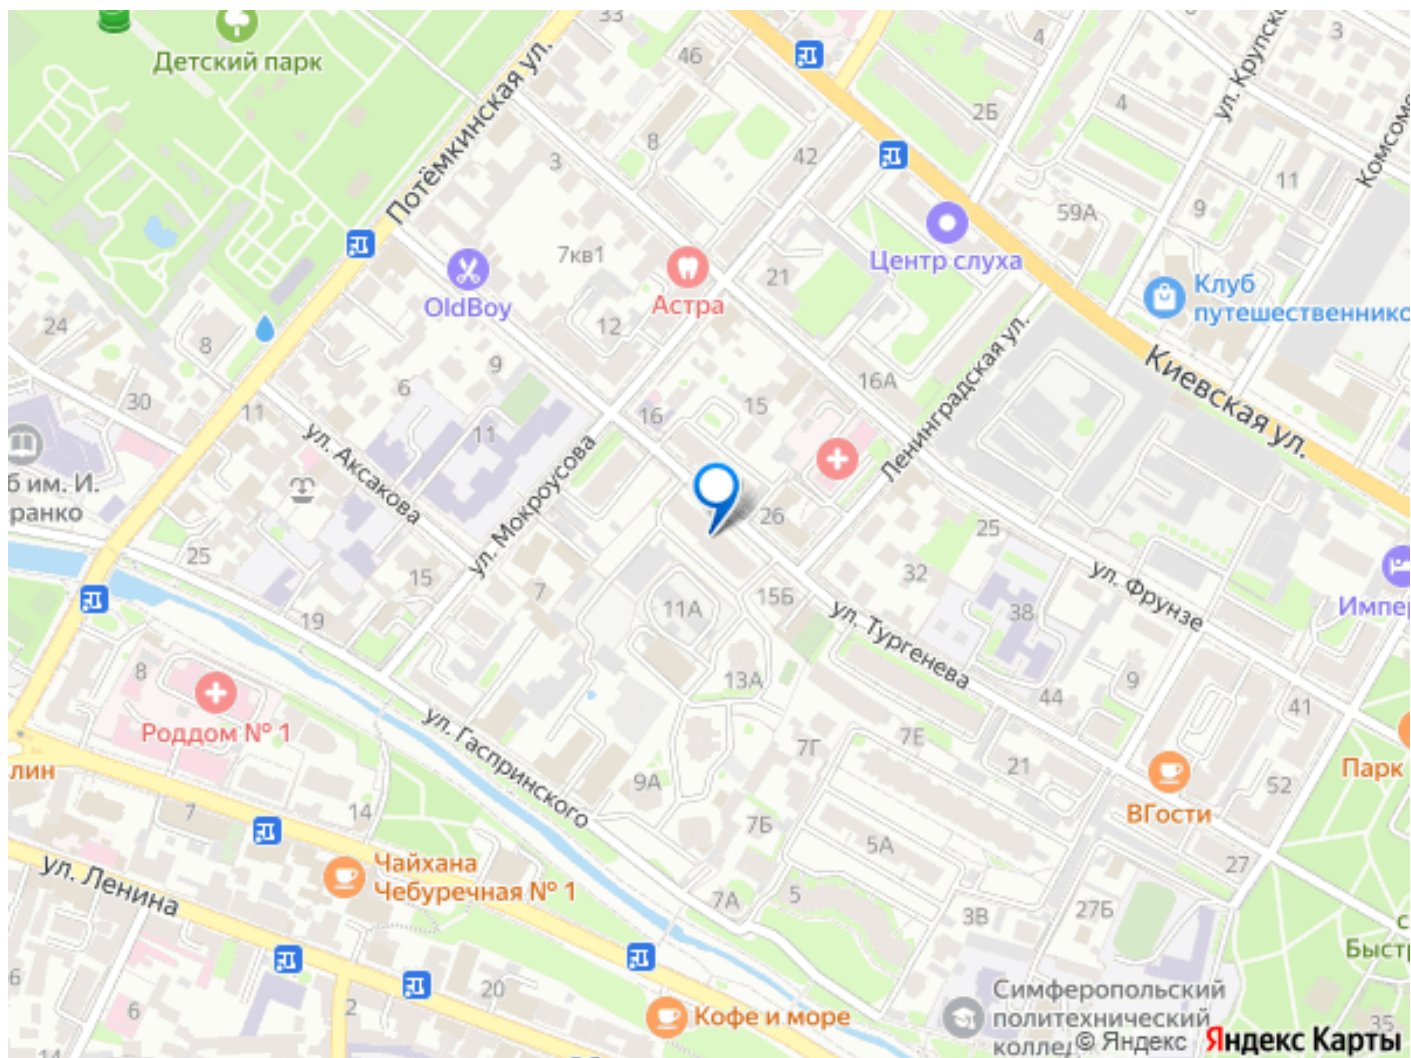 33
Детский парк
46
4
3
ул. Крупско
Потёмкинская ул.
2Б
4
Комсомо
8
3
42
11
59А
9
7кв1
21
Центр слуха
Клуб
путешественнико
OldBoy
Астра
24
8
12
9
16А
Ленинградская ул.
Киевская ул.
30
6
11
16
15
11
ул. Аксакова
ул. Мокроусова
б им. И.
ранко
26
25
25
15
7
32
ул. Фрунзе
19
11А
15Б
38
ул. Тургенева
Импер
8
13А
9
44
41
Роддом № 1
ул. Гаспринского
7Г
7Е
21
Парк
лин
9А
52
7
14
7Б
ВГости
5А
27
ул. Ленина
Чайхана
Чебуречная № 1
7А
5
3В
27Б
с
Быстр
6
6
2
20
Кофе и море
Симферопольский
политехнический
коллед
35
© Яндекс
Яндекс Карты